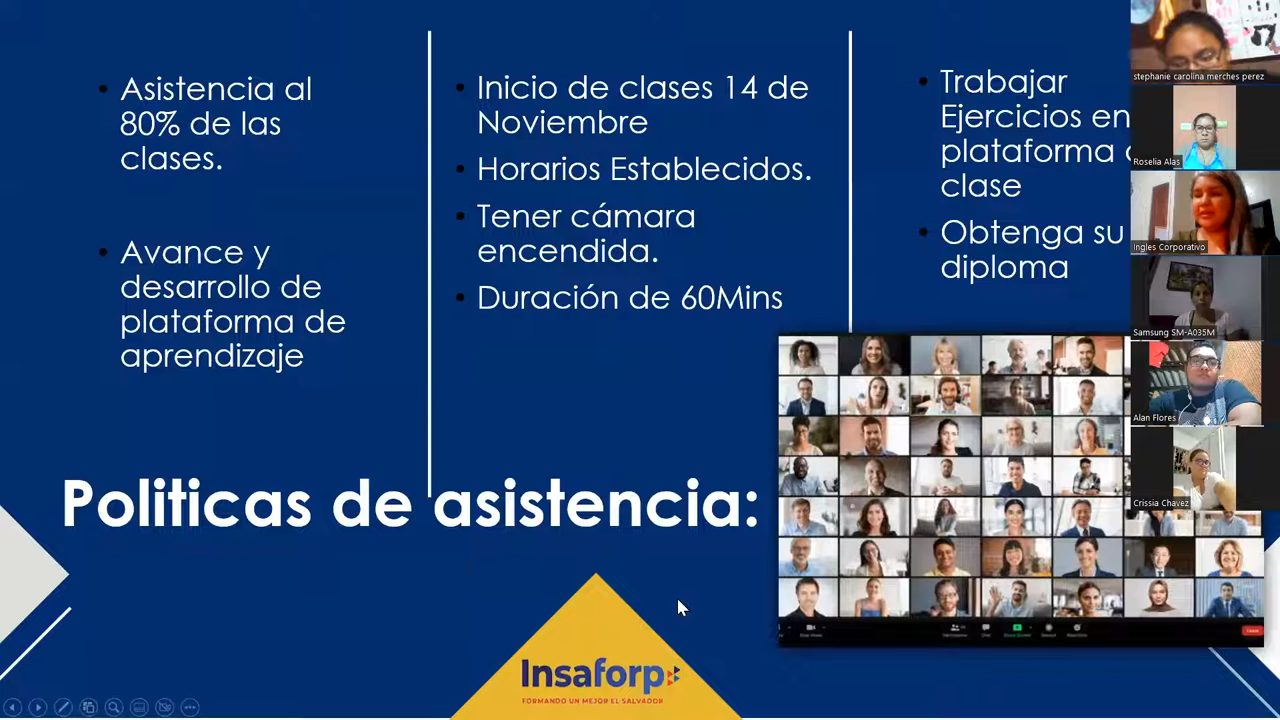 Asistencia al
80% de las
clases.
Avance y
desarrollo de
plataforma de
aprendizaje
Inicio de clases 14 de
Noviembre
Horarios Establecidos.
Tener cámara
encendida.
Duración de 60Mins
Trabajar
Ejercicios en
plataforma
clase
Obtenga su
diploma
Politicas de asistencia:
Insaforp
FORMANDO UN MEJOR EL SALVADOR
stephanie carolina merches perez
Roselia Alas
Ingles Corporativo
Samsung SM-A035M
Alan Flores
Crissia Chavez